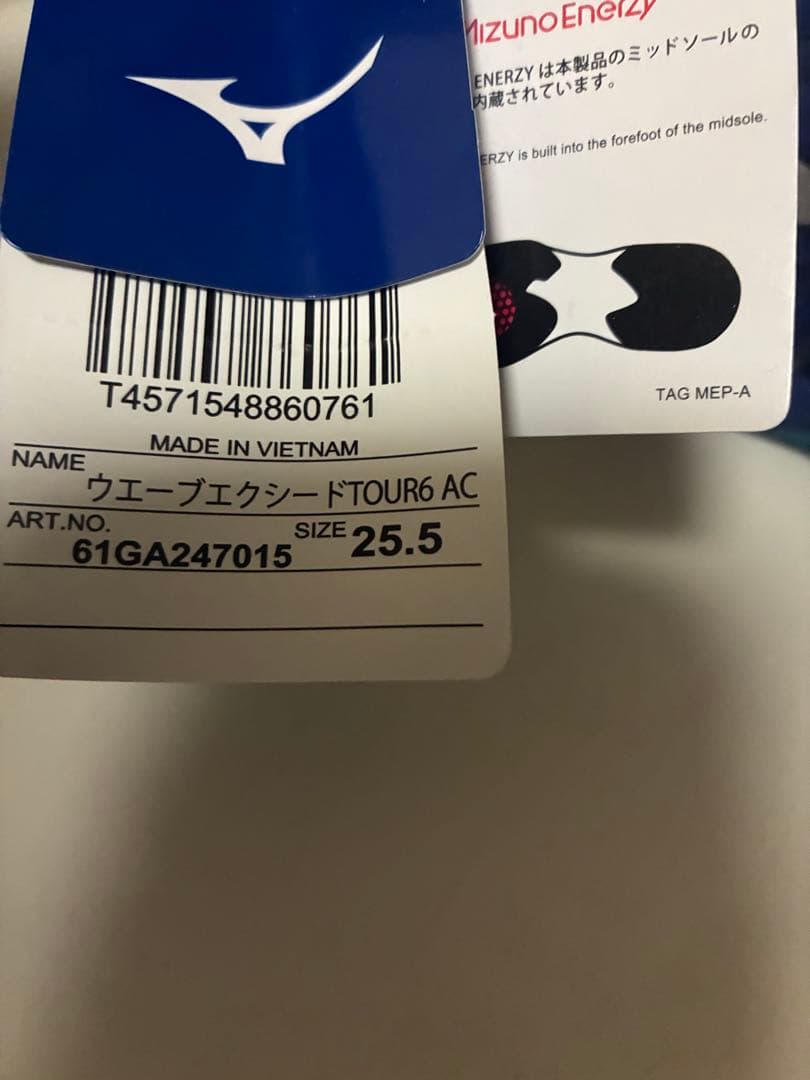 MizunoEnerzy
ENERZY は本製品のミッドソールの
内蔵されています。
ERZY is built into the forefoot of the midsole.
TAG MEP-A
T4571548860761
MADE IN VIETNAM
NAME
ウエーブエクシードTOUR6 AC
ART.NO.
61GA247015
SIZE 25.5